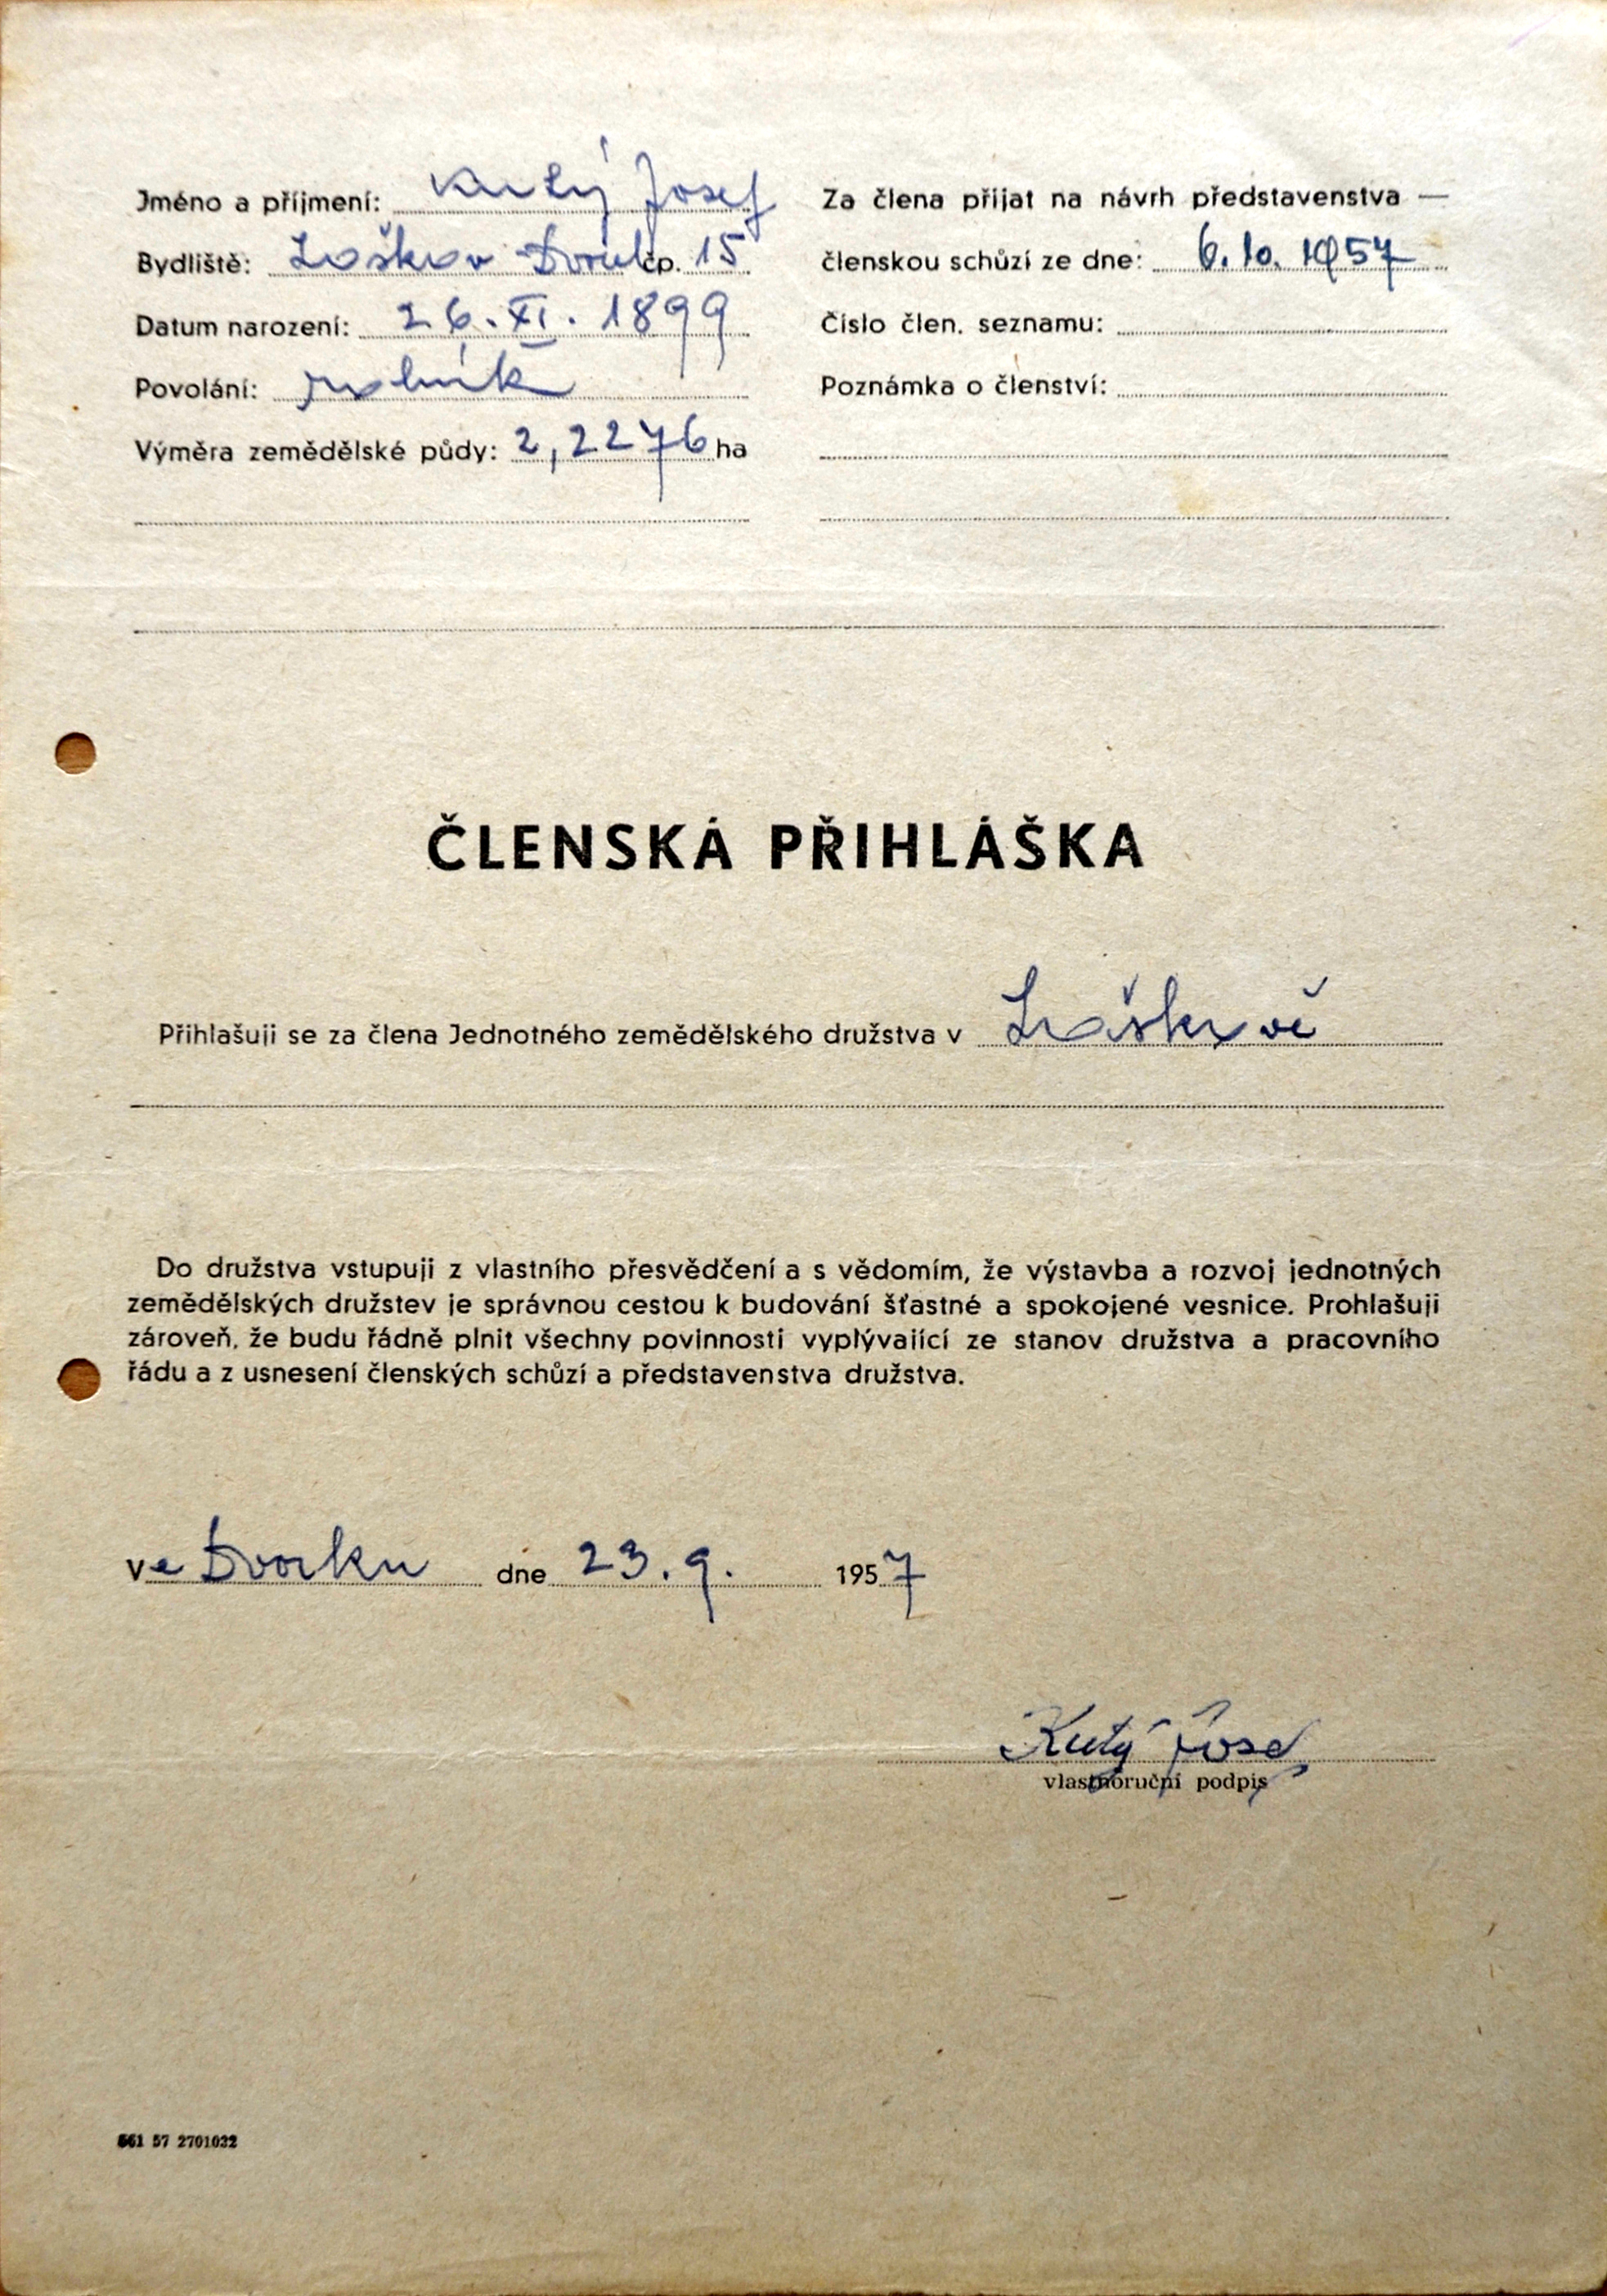 Jméno a příjmení: Kutý Josef
Bydliště: Loškov Dvorek čp. 15
Datum narození: 26. XI. 1899
Povolání: rolník
Výměra zemědělské půdy: 2,2276 ha
Za člena přijat na návrh představenstva —
členskou schůzí ze dne: 6. 10. 1957
Číslo člen. seznamu:
Poznámka o členství:
ČLENSKÁ PŘIHLÁŠKA
Přihlašuji se za člena Jednotného zemědělského družstva v
Do družstva vstupuji z vlastního přesvědčení a s vědomím, že výstavba a rozvoj jednotných
zemědělských družstev je správnou cestou k budování šťastné a spokojené vesnice. Prohlašuji
zároveň, že budu řádně plnit všechny povinnosti vyplývající ze stanov družstva a pracovního
řádu a z usnesení členských schůzí a představenstva družstva.
Ve Dvorku dne 23. 9. 1957
Kutý Josef
vlastnoruční podpis
561 57 2701032